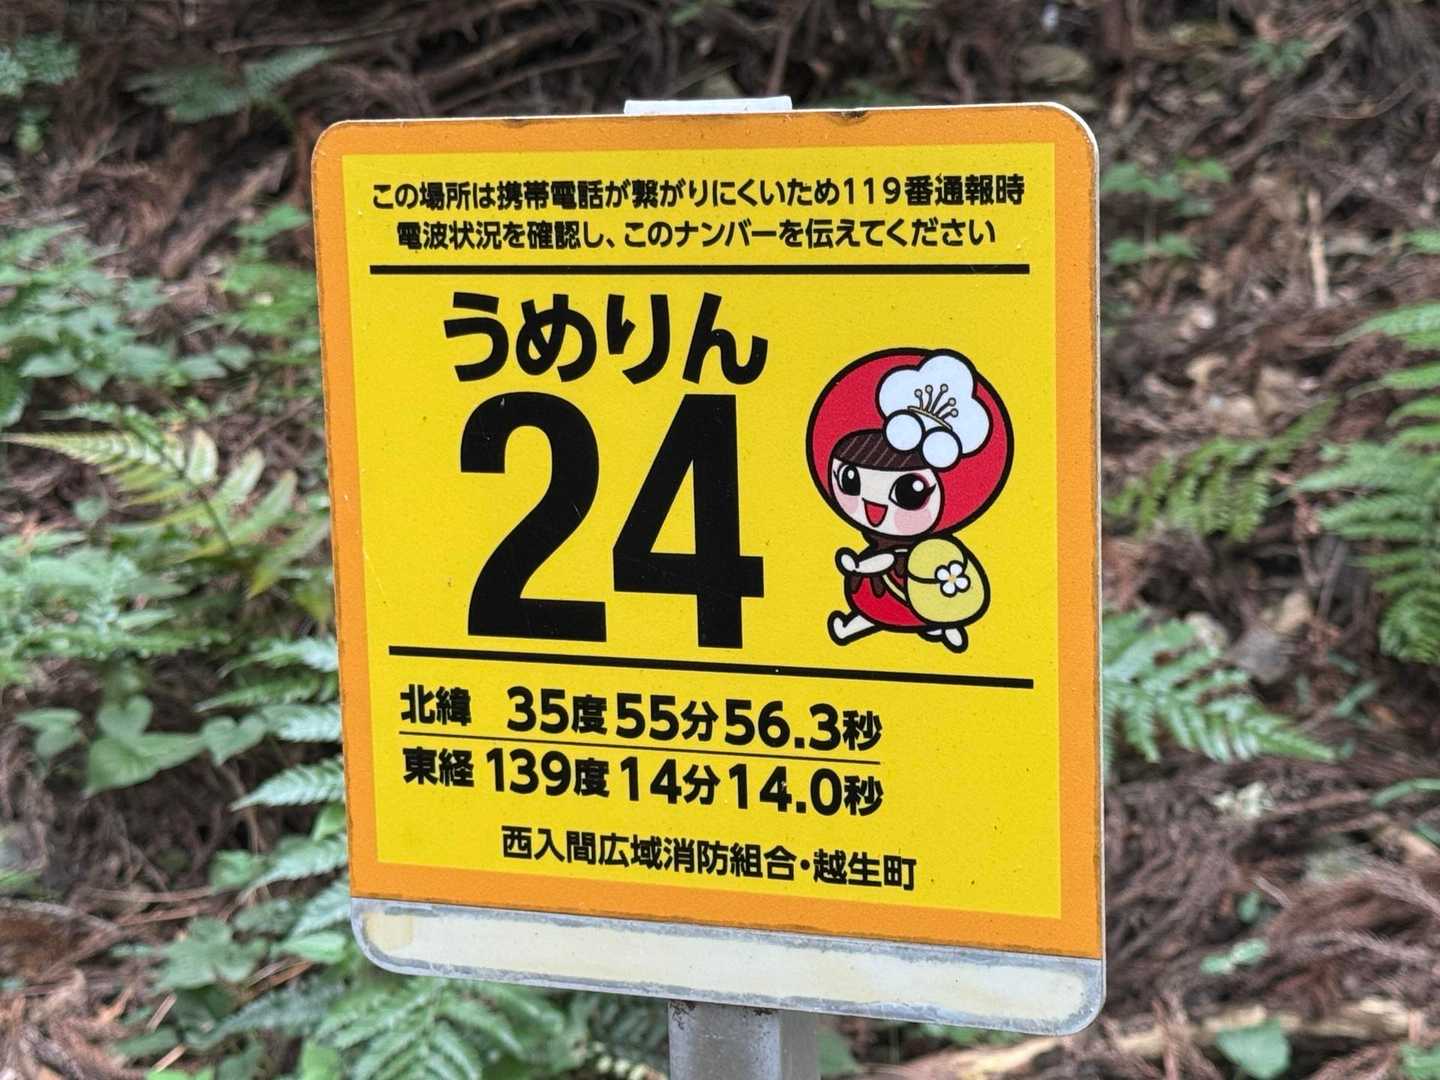 この場所は携帯電話が繋がりにくいため119番通報時
電波状況を確認し、このナンバーを伝えてください
うめりん
24
北緯 35度55分56.3秒
東経 139度14分14.0秒
西入間広域消防組合・越生町